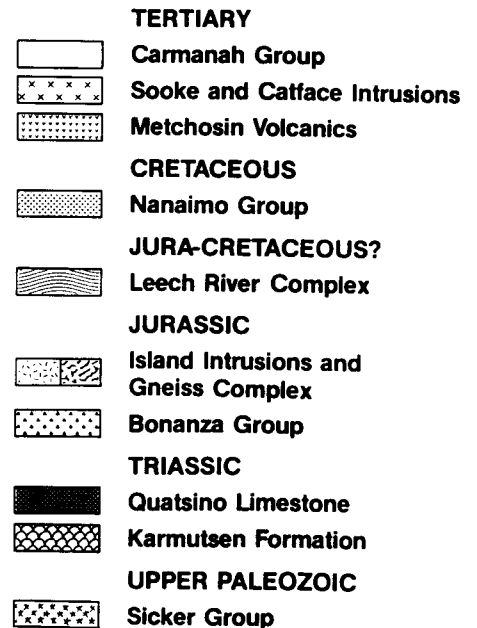 TERTIARY
Carmanah Group
Sooke and Catface Intrusions
Metchosin Volcanics
CRETACEOUS
Nanaimo Group
JURA-CRETACEOUS?
Leech River Complex
JURASSIC
Island Intrusions and
Gneiss Complex
Bonanza Group
TRIASSIC
Quatsino Limestone
Karmutsen Formation
UPPER PALEOZOIC
Sicker Group